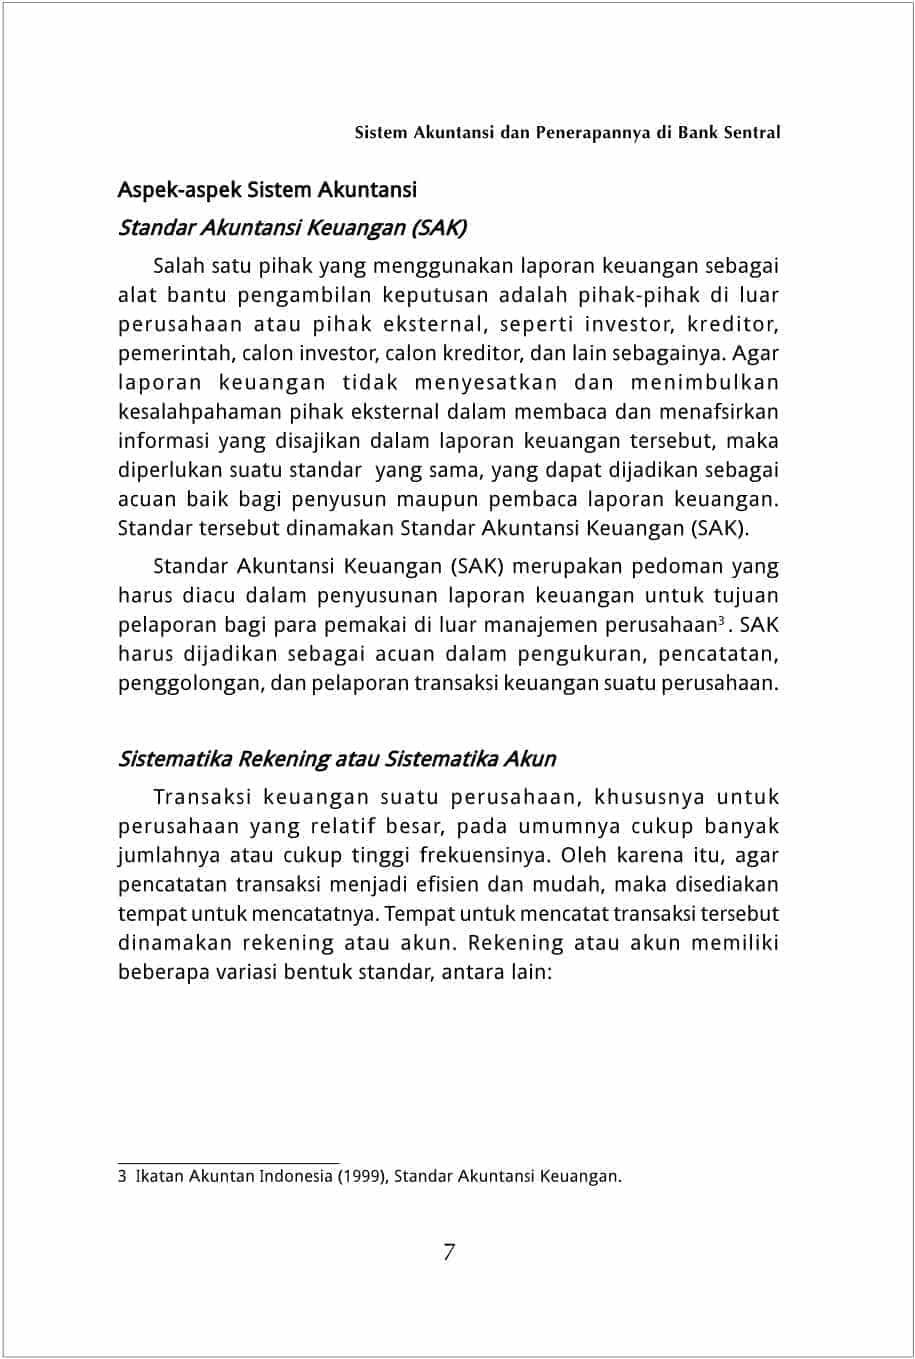 Sistem Akuntansi dan Penerapannya di Bank Sentral
Aspek-aspek Sistem Akuntansi
Standar Akuntansi Keuangan (SAK)
Salah satu pihak yang menggunakan laporan keuangan sebagai
alat bantu pengambilan keputusan adalah pihak-pihak di luar
perusahaan atau pihak eksternal, seperti investor, kreditor,
pemerintah, calon investor, calon kreditor, dan lain sebagainya. Agar
laporan keuangan tidak menyesatkan dan menimbulkan
kesalahpahaman pihak eksternal dalam membaca dan menafsirkan
informasi yang disajikan dalam laporan keuangan tersebut, maka
diperlukan suatu standar yang sama, yang dapat dijadikan sebagai
acuan baik bagi penyusun maupun pembaca laporan keuangan.
Standar tersebut dinamakan Standar Akuntansi Keuangan (SAK).
Standar Akuntansi Keuangan (SAK) merupakan pedoman yang
harus diacu dalam penyusunan laporan keuangan untuk tujuan
pelaporan bagi para pemakai di luar manajemen perusahaan³. SAK
harus dijadikan sebagai acuan dalam pengukuran, pencatatan,
penggolongan, dan pelaporan transaksi keuangan suatu perusahaan.
Sistematika Rekening atau Sistematika Akun
Transaksi keuangan suatu perusahaan, khususnya untuk
perusahaan yang relatif besar, pada umumnya cukup banyak
jumlahnya atau cukup tinggi frekuensinya. Oleh karena itu, agar
pencatatan transaksi menjadi efisien dan mudah, maka disediakan
tempat untuk mencatatnya. Tempat untuk mencatat transaksi tersebut
dinamakan rekening atau akun. Rekening atau akun memiliki
beberapa variasi bentuk standar, antara lain:
3 Ikatan Akuntan Indonesia (1999), Standar Akuntansi Keuangan.
7